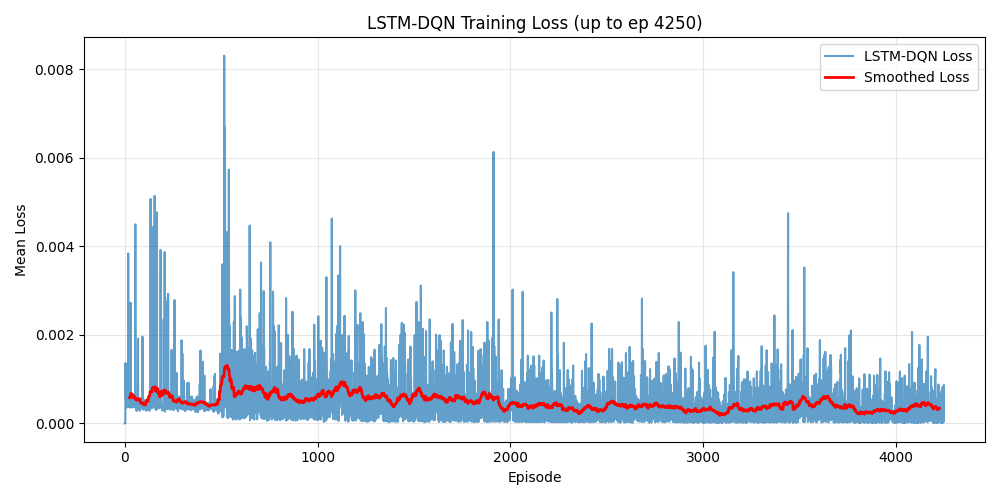 LSTM-DQN Training Loss (up to ep 4250)
LSTM-DQN Loss
Smoothed Loss
Mean Loss
0.008
0.006
0.004
0.002
0.000
0
1000
2000
3000
4000
Episode